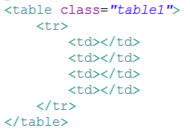 <table class="table1">
    <tr>
        <td></td>
        <td></td>
        <td></td>
        <td></td>
    </tr>
</table>